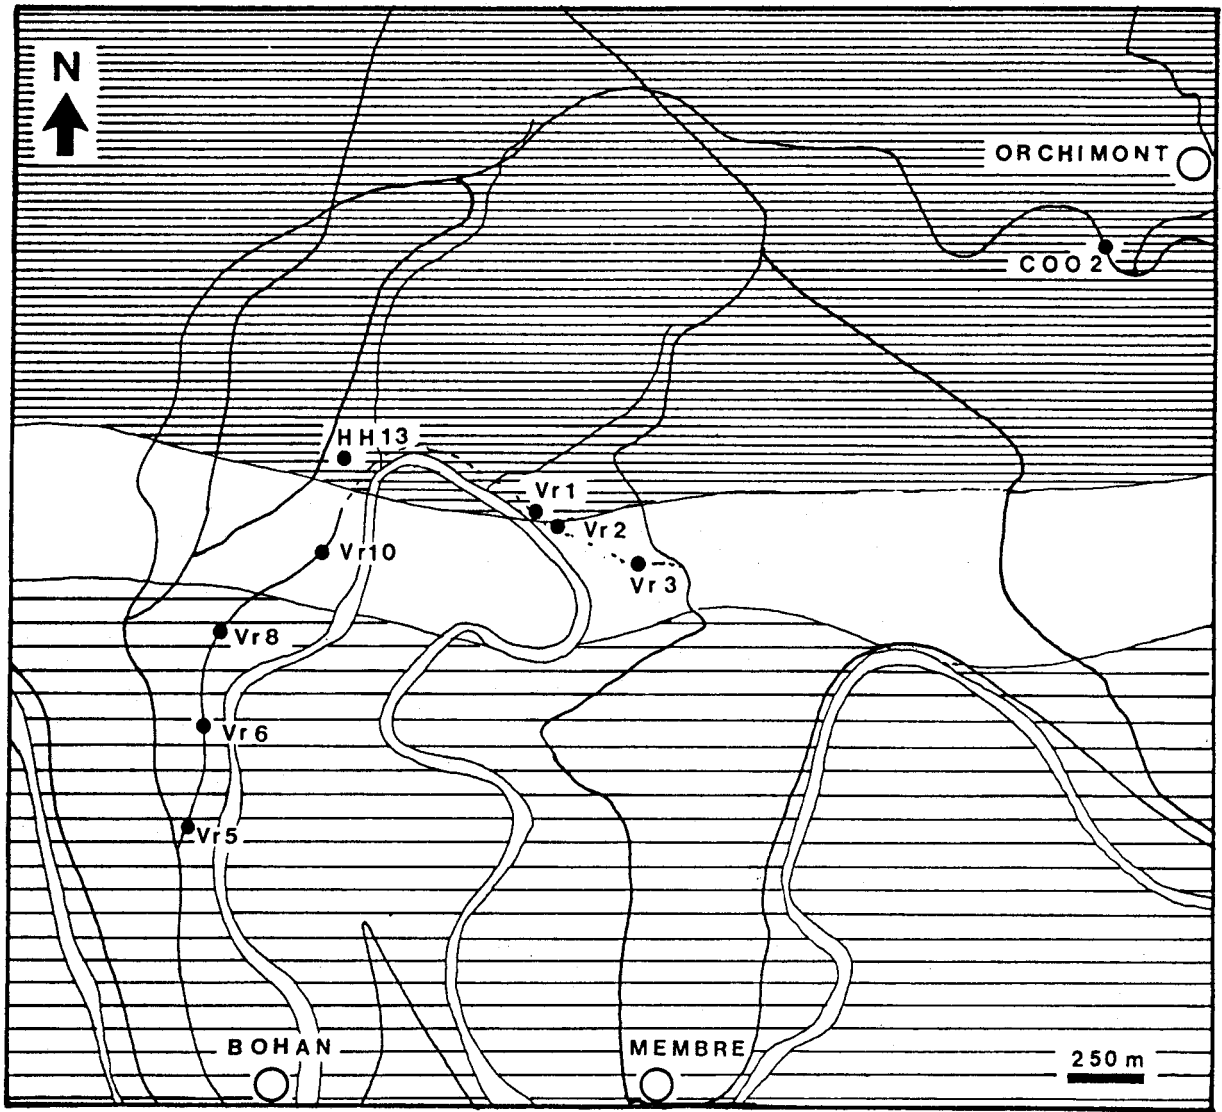 N
ORCHIMONT
COO2
HH13
Vr1
Vr2
Vr10
Vr3
Vr8
Vr6
Vr5
BOHAN
MEMBRE
250 m